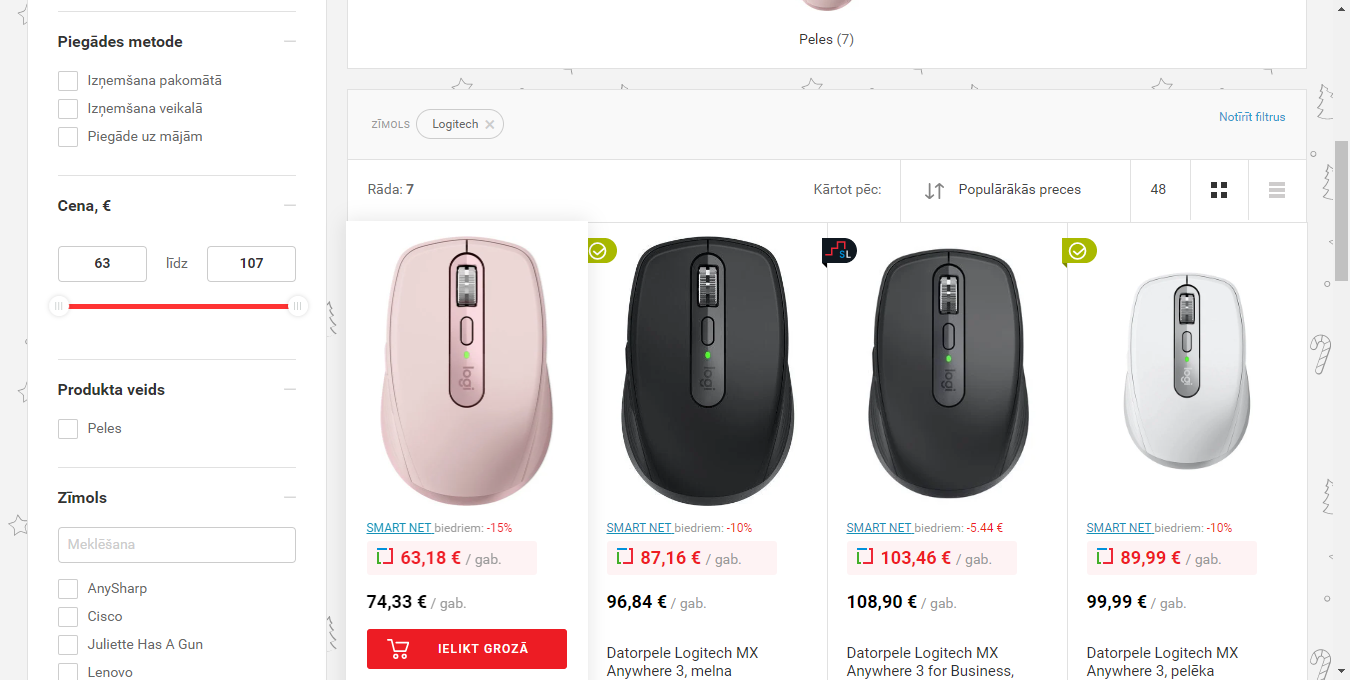 Piegādes metode
Izņemšana pakomātā
Izņemšana veikalā
Piegāde uz mājām
Cena, €
63 līdz 107
Produkta veids
Peles
Zīmols
Meklēšana
AnySharp
Cisco
Juliette Has A Gun
Lenovo
Peles (7)
ZĪMOLS Logitech
Notīrīt filtrus
Rāda: 7
Kārtot pēc: Populārākās preces 48
logi
SMART NET biedriem: -15%
63,18 € / gab.
74,33 € / gab.
IELIKT GROZĀ
logi
SMART NET biedriem: -10%
87,16 € / gab.
96,84 € / gab.
Datorpele Logitech MX
Anywhere 3, melna
SL
logi
SMART NET biedriem: -5.44 €
103,46 € / gab.
108,90 € / gab.
Datorpele Logitech MX
Anywhere 3 for Business,
logi
SMART NET biedriem: -10%
89,99 € / gab.
99,99 € / gab.
Datorpele Logitech MX
Anywhere 3, pelēka